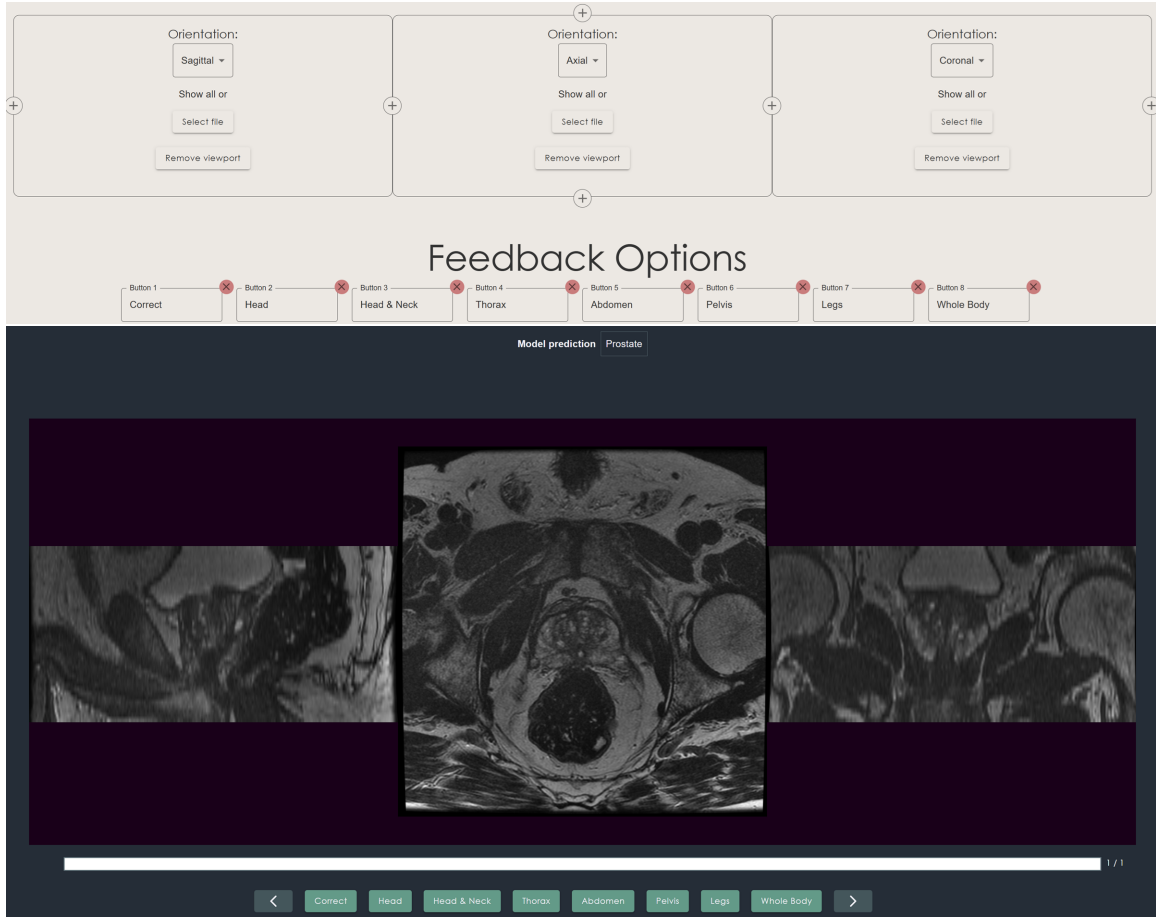 Orientation: Orientation: Orientation:
Sagittal Axial Coronal
Show all or Show all or Show all or
Select file Select file Select file
Remove viewport Remove viewport Remove viewport
Feedback Options
Button 1 Button 2 Button 3 Button 4 Button 5 Button 6 Button 7 Button 8
Correct Head Head & Neck Thorax Abdomen Pelvis Legs Whole Body
Model prediction Prostate
1 / 1
Correct Head Head & Neck Thorax Abdomen Pelvis Legs Whole Body